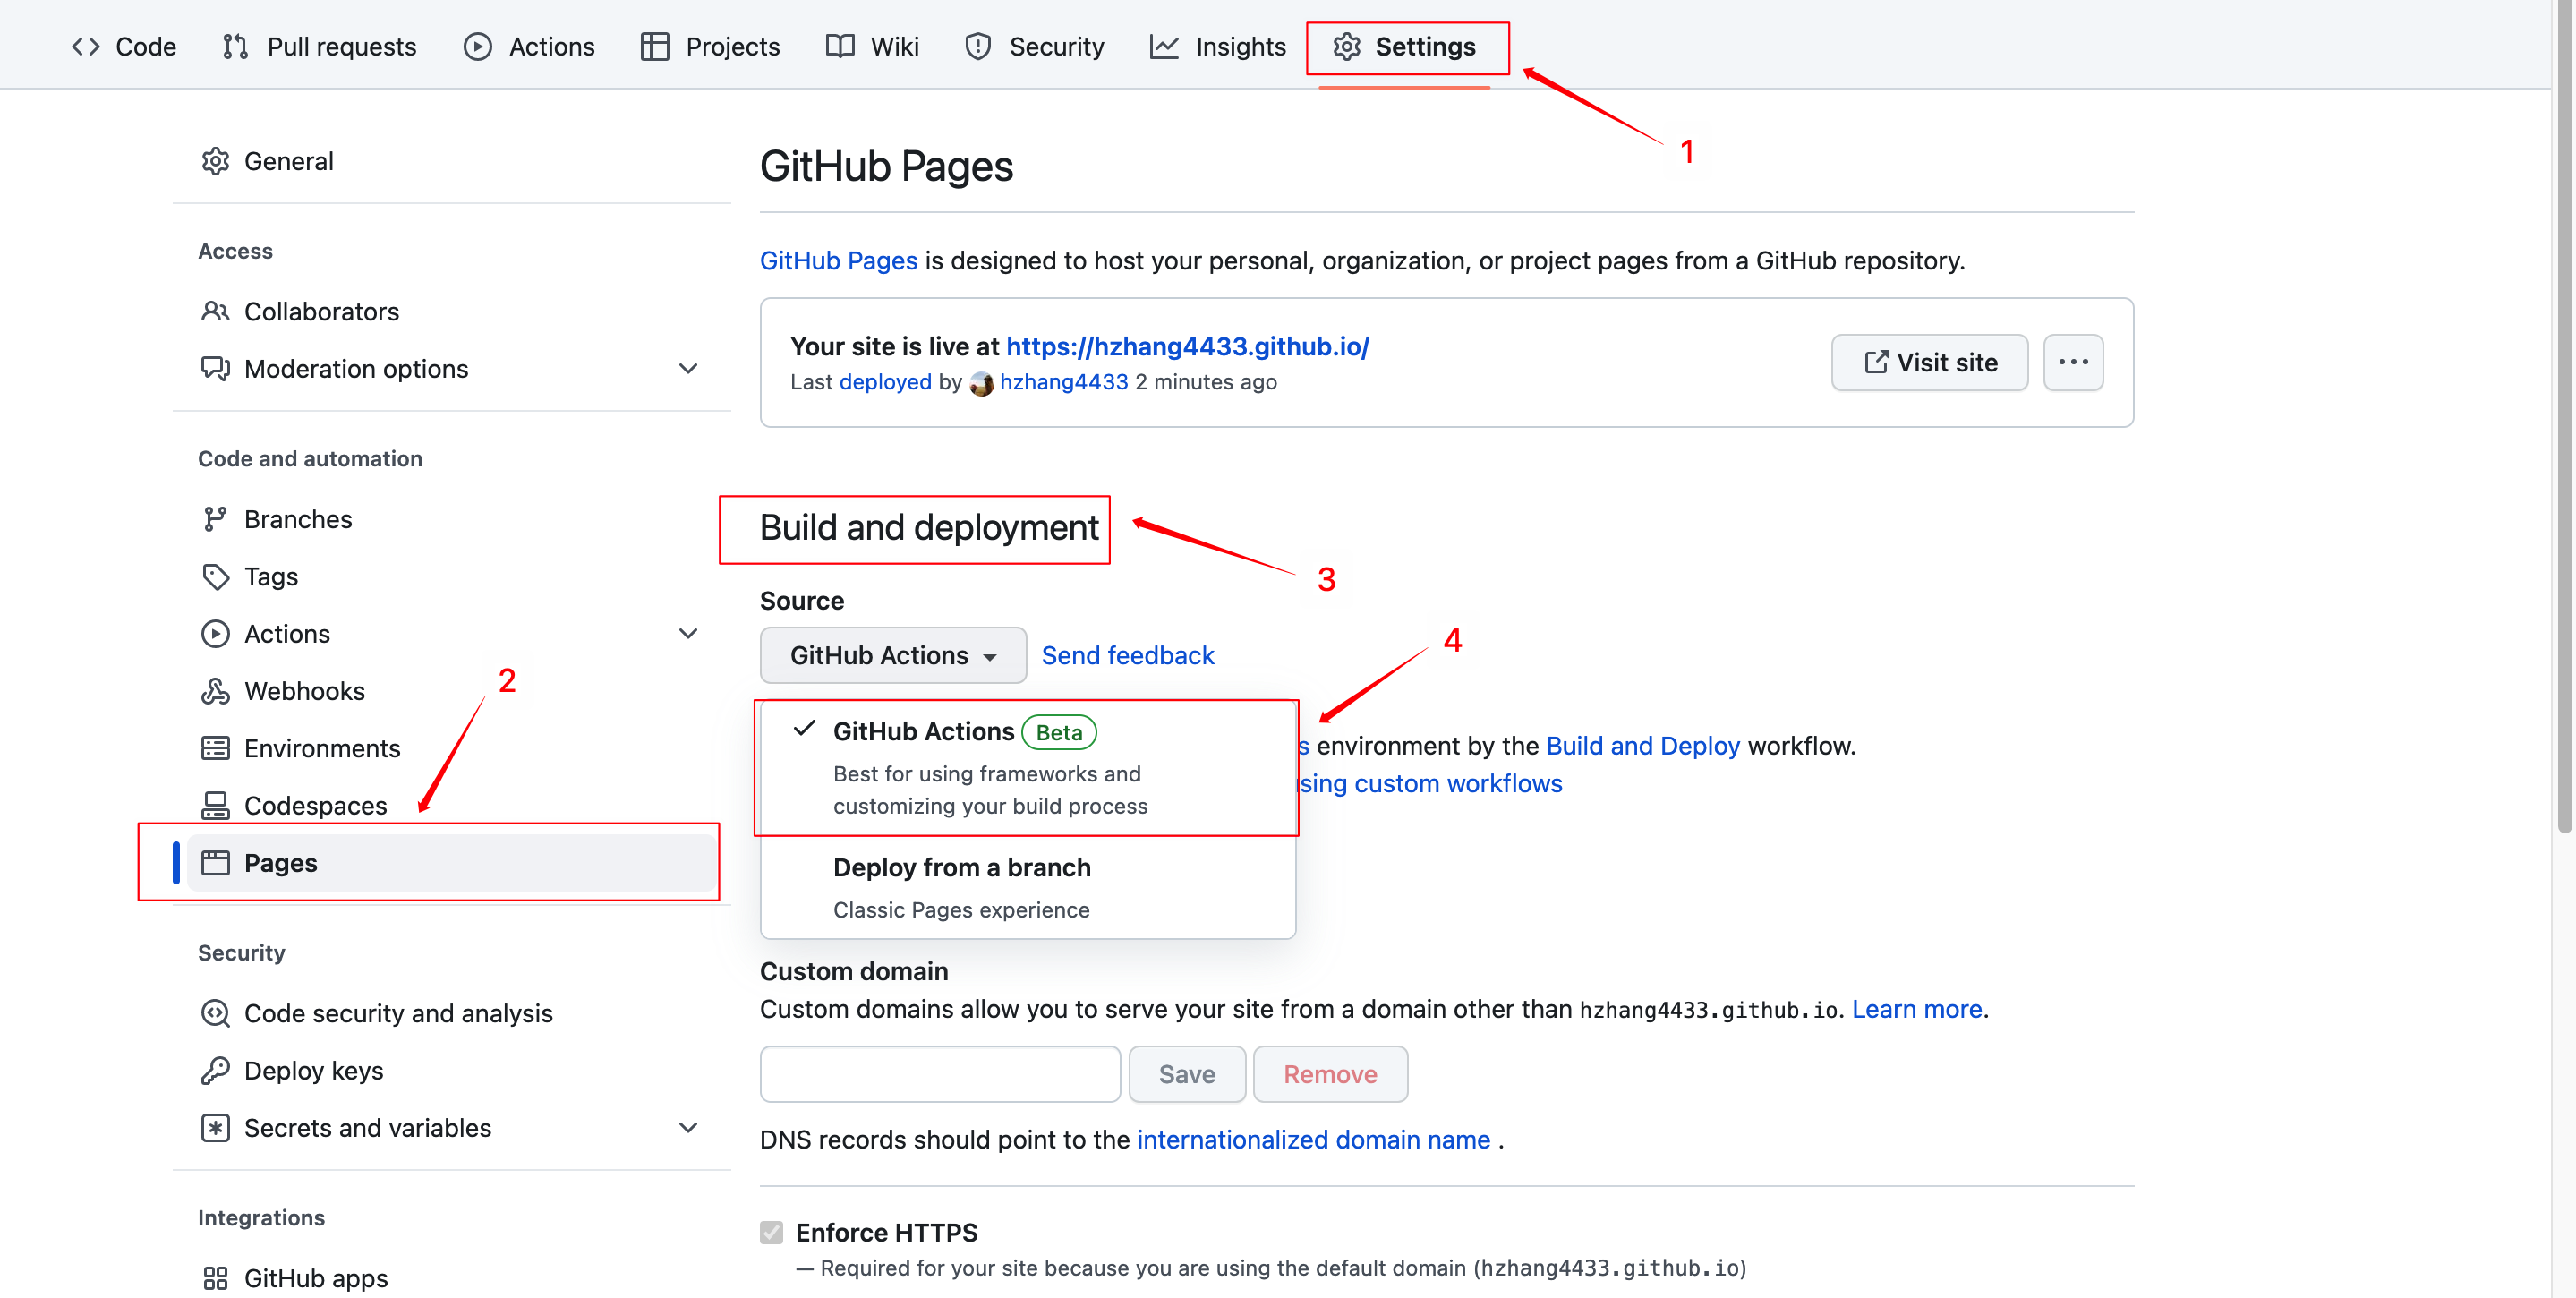 Code Pull requests Actions Projects Wiki Security Insights Settings
1
General
Access
Collaborators
Moderation options
Code and automation
Branches
Tags
Actions
Webhooks
2
Environments
Codespaces
Pages
Security
Code security and analysis
Deploy keys
Secrets and variables
Integrations
GitHub apps
GitHub Pages
GitHub Pages is designed to host your personal, organization, or project pages from a GitHub repository.
Your site is live at https://hzhang4433.github.io/
Last deployed by hzhang4433 2 minutes ago
Visit site
Build and deployment
3
Source
GitHub Actions Send feedback
4
GitHub Actions Beta
Best for using frameworks and
customizing your build process
s environment by the Build and Deploy workflow.
sing custom workflows
Deploy from a branch
Classic Pages experience
Custom domain
Custom domains allow you to serve your site from a domain other than hzhang4433.github.io. Learn more.
Save Remove
DNS records should point to the internationalized domain name .
Enforce HTTPS
— Required for your site because you are using the default domain (hzhang4433.github.io)